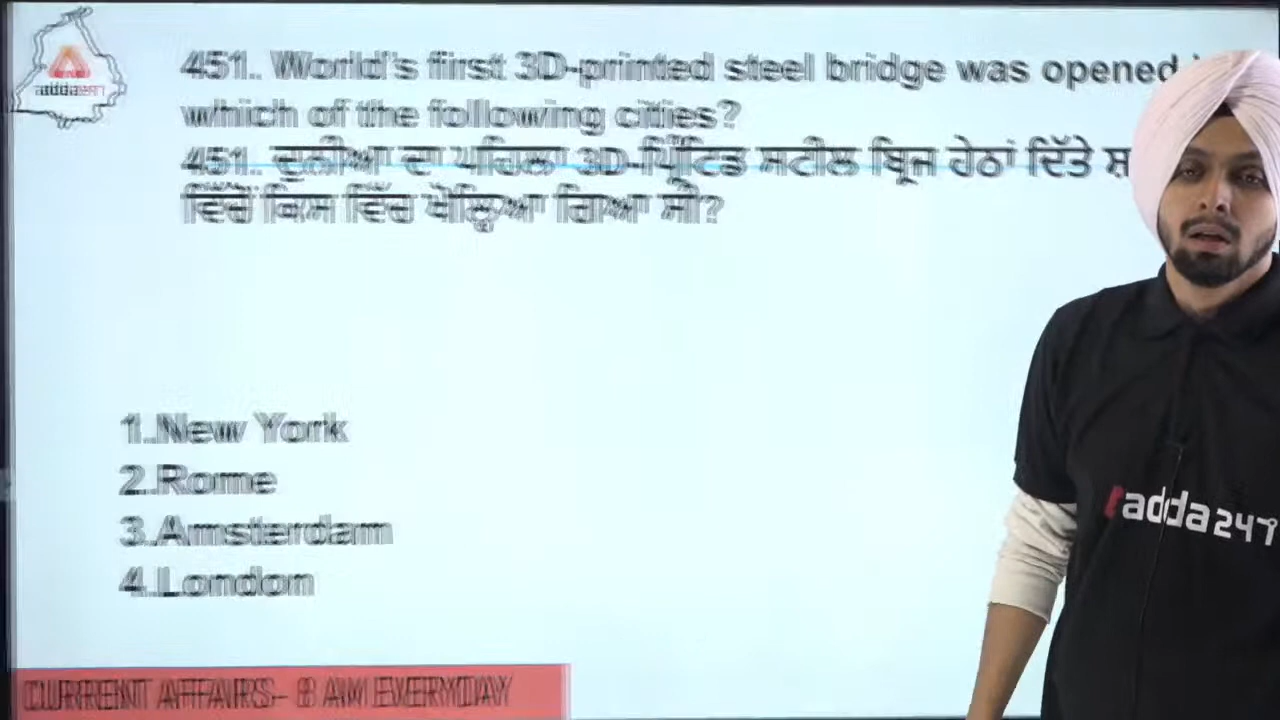 adda247
451. World's first 3D-printed steel bridge was opened
which of the following cities?
451. ਦੁਨੀਆ ਦਾ ਪਹਿਲਾ 3D-ਪ੍ਰਿੰਟਿਡ ਸਟੀਲ ਬ੍ਰਿਜ ਹੇਠਾਂ ਦਿੱਤੇ
ਵਿੱਚੋਂ ਕਿਸ ਵਿੱਚ ਖੋਲ੍ਹਿਆ ਗਿਆ ਸੀ?
1.New York
2.Rome
3.Amsterdam
4.London
adda247
CURRENT AFFAIRS- 8 AM EVERYDAY